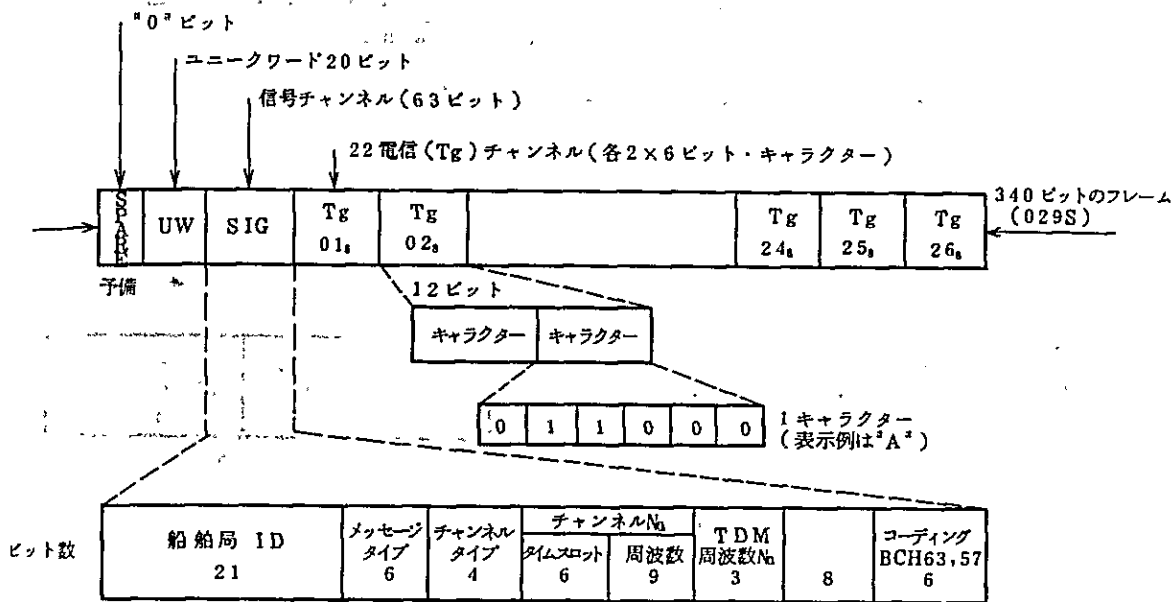 "0"ビット
ユニークワード20ビット
信号チャンネル(63ビット)
22電信(Tg)チャンネル(各2×6ビット・キャラクター)
SPARE
UW
SIG
Tg
01₈
Tg
02₈
Tg
24₈
Tg
25₈
Tg
26₈
340ビットのフレーム
(029S)
予備
12ビット
キャラクター
キャラクター
0 1 1 0 0 0
1キャラクター
(表示例は"A")
ビット数
船舶局 ID
21
メッセージ
タイプ
6
チャンネル
タイプ
4
チャンネルNo.
タイムスロット
6
周波数
9
TDM
周波数No.
3
8
コーディング
BCH63,57
6